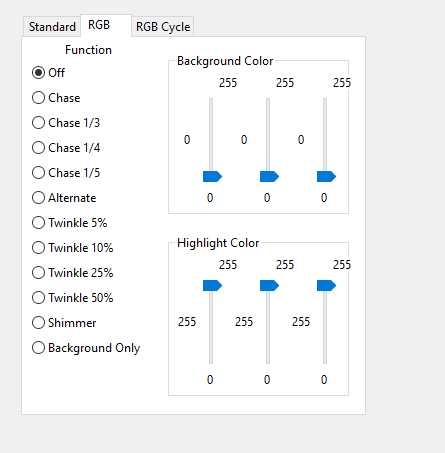 Standard RGB RGB Cycle
Function
Off
Chase
Chase 1/3
Chase 1/4
Chase 1/5
Alternate
Twinkle 5%
Twinkle 10%
Twinkle 25%
Twinkle 50%
Shimmer
Background Only
Background Color
255 255 255
0 0 0
0 0 0
Highlight Color
255 255 255
255 255 255
0 0 0